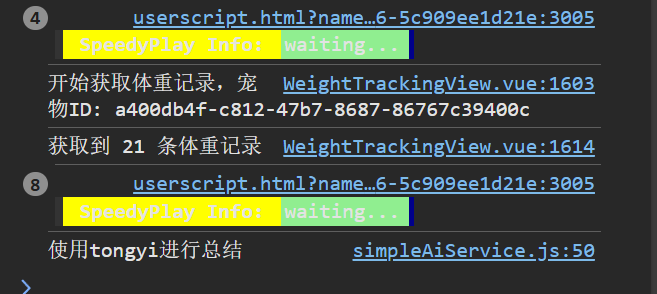 4 userscript.html?name…6-5c909ee1d21e:3005
SpeedyPlay Info: waiting...
开始获取体重记录，宠 WeightTrackingView.vue:1603
物ID: a400db4f-c812-47b7-8687-86767c39400c
获取到 21 条体重记录 WeightTrackingView.vue:1614
8 userscript.html?name…6-5c909ee1d21e:3005
SpeedyPlay Info: waiting...
使用tongyi进行总结 simpleAiService.js:50